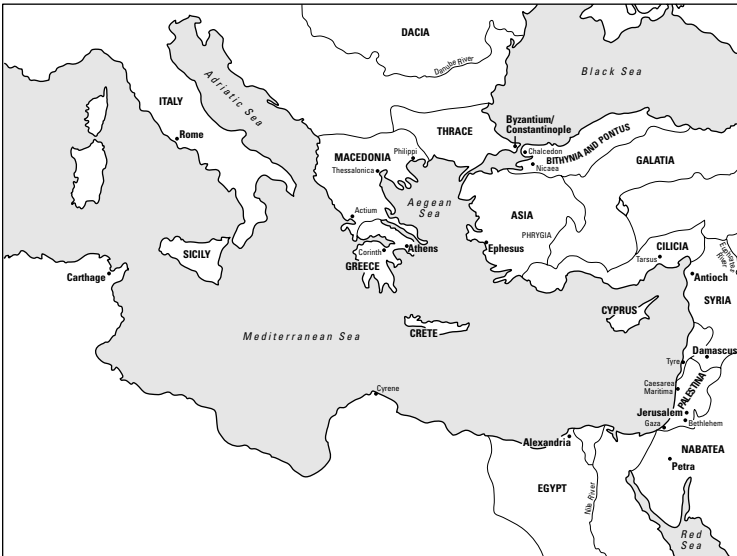 DACIA
Danube River
Black Sea
Adriatic Sea
ITALY
Rome
Byzantium/
Constantinople
THRACE
Chalcedon
BITHYNIA AND PONTUS
Nicaea
GALATIA
Philippi
MACEDONIA
Thessalonica
Aegean
Sea
ASIA
PHRYGIA
Actium
Ephesus
CILICIA
Tarsus
Euphrates
River
SICILY
Corinth
Athens
GREECE
Carthage
Antioch
SYRIA
CYPRUS
Mediterranean Sea
CRETE
Tyre
Damascus
Caesarea
Maritima
PALESTINA
Cyrene
Jerusalem
Gaza
Bethlehem
Alexandria
NABATEA
Petra
EGYPT
Nile River
Red
Sea